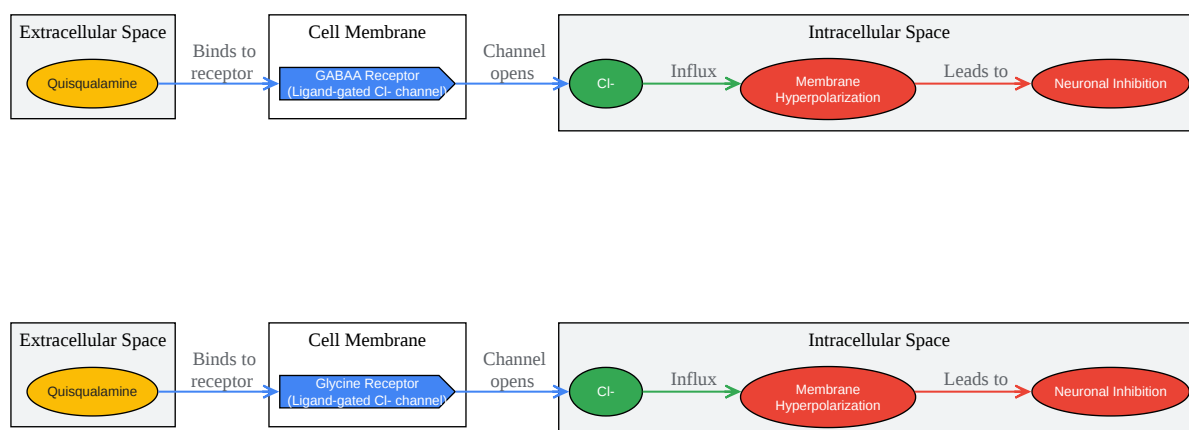 Extracellular Space
Cell Membrane
Intracellular Space
Binds to
receptor
Channel
opens
Quisqualamine
GABAA Receptor
(Ligand-gated Cl- channel)
Cl-
Influx
Membrane
Hyperpolarization
Leads to
Neuronal Inhibition
Extracellular Space
Cell Membrane
Intracellular Space
Binds to
receptor
Channel
opens
Quisqualamine
Glycine Receptor
(Ligand-gated Cl- channel)
Cl-
Influx
Membrane
Hyperpolarization
Leads to
Neuronal Inhibition